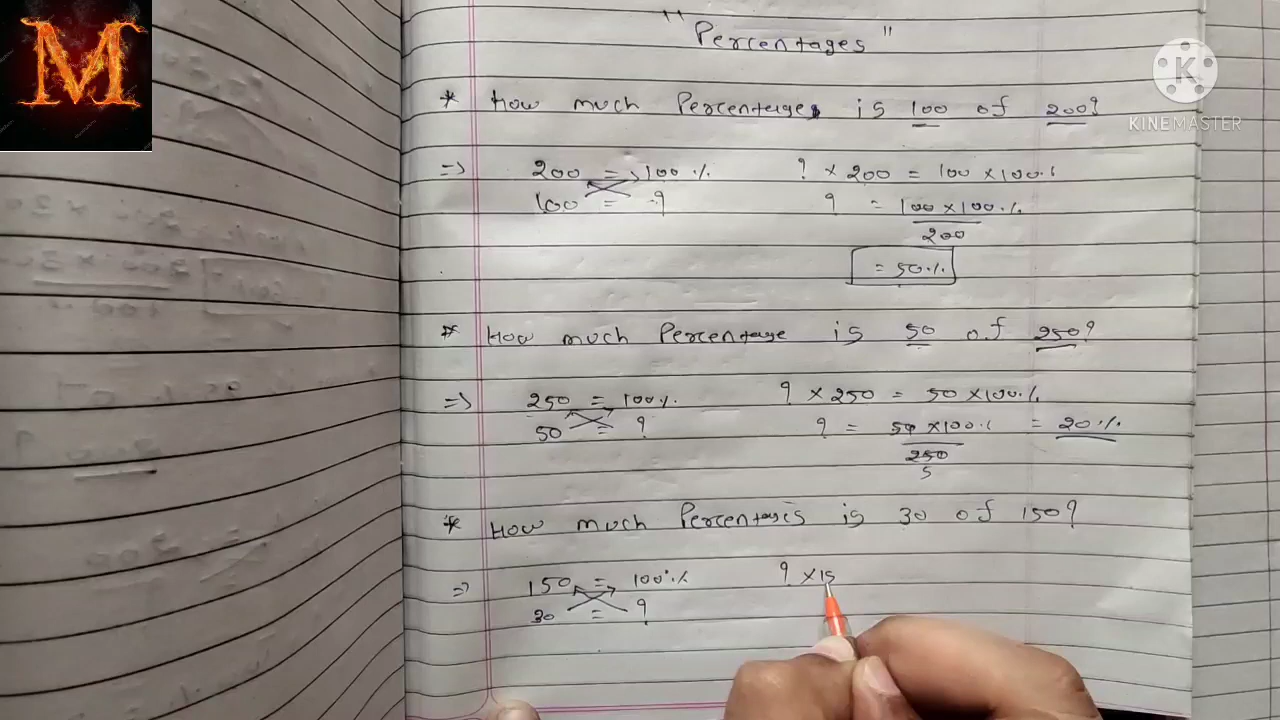 M
KINEMASTER
"Percentages"
* How much Percentages is 100 of 200?
=> 200 = 100% ? × 200 = 100 × 100%
100 = ? ? = 100 × 100%
200
= 50%
* How much Percentage is 50 of 250?
=> 250 = 100% ? × 250 = 50 × 100%
50 = ? ? = 50 × 100% = 20%
250
5
* How much Percentages is 30 of 150?
=> 150 = 100% ? × 15
30 = ?